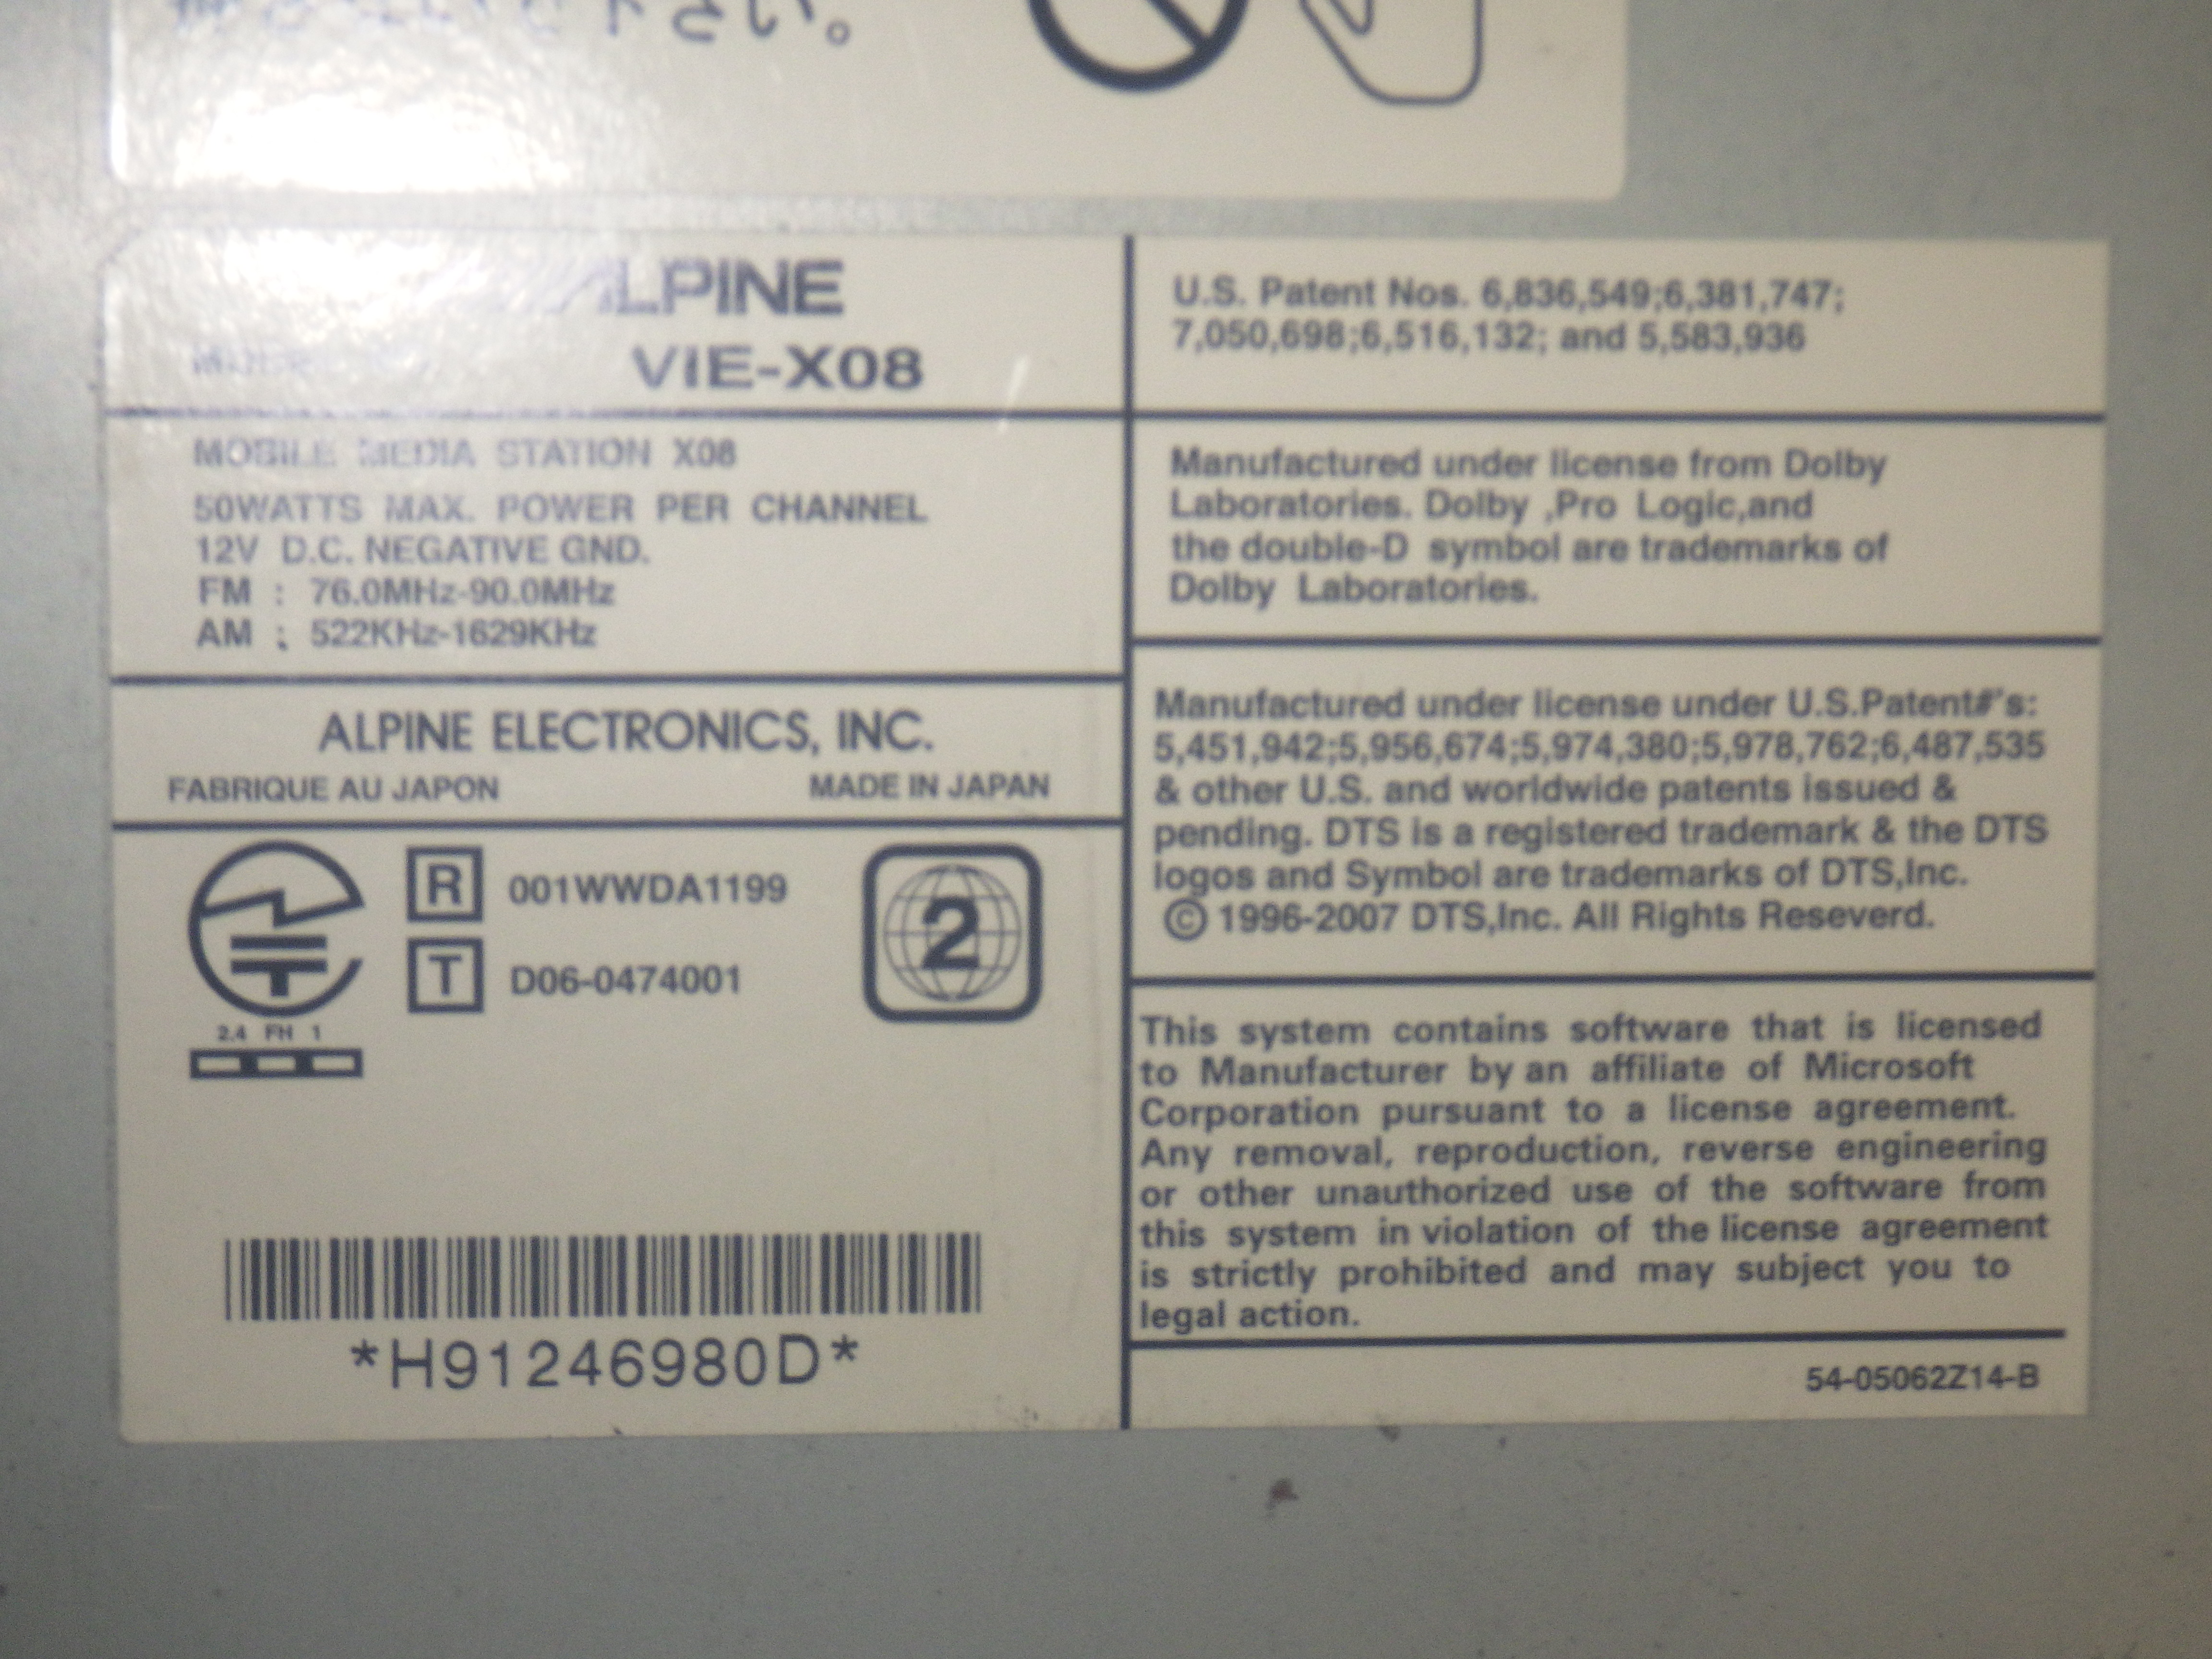 下さい。
ALPINE
VIE-X08
MOBILE MEDIA STATION X08
50WATTS MAX. POWER PER CHANNEL
12V D.C. NEGATIVE GND.
FM : 76.0MHz-90.0MHz
AM : 522KHz-1629KHz
ALPINE ELECTRONICS, INC.
FABRIQUE AU JAPON MADE IN JAPAN
R 001WWDA1199
T D06-0474001
2
2.4 FH 1
*H91246980D*
U.S. Patent Nos. 6,836,549;6,381,747;
7,050,698;6,516,132; and 5,583,936
Manufactured under license from Dolby
Laboratories. Dolby ,Pro Logic,and
the double-D symbol are trademarks of
Dolby Laboratories.
Manufactured under license under U.S.Patent#'s:
5,451,942;5,956,674;5,974,380;5,978,762;6,487,535
& other U.S. and worldwide patents issued &
pending. DTS is a registered trademark & the DTS
logos and Symbol are trademarks of DTS,Inc.
© 1996-2007 DTS,Inc. All Rights Reseverd.
This system contains software that is licensed
to Manufacturer by an affiliate of Microsoft
Corporation pursuant to a license agreement.
Any removal, reproduction, reverse engineering
or other unauthorized use of the software from
this system in violation of the license agreement
is strictly prohibited and may subject you to
legal action.
54-05062Z14-B